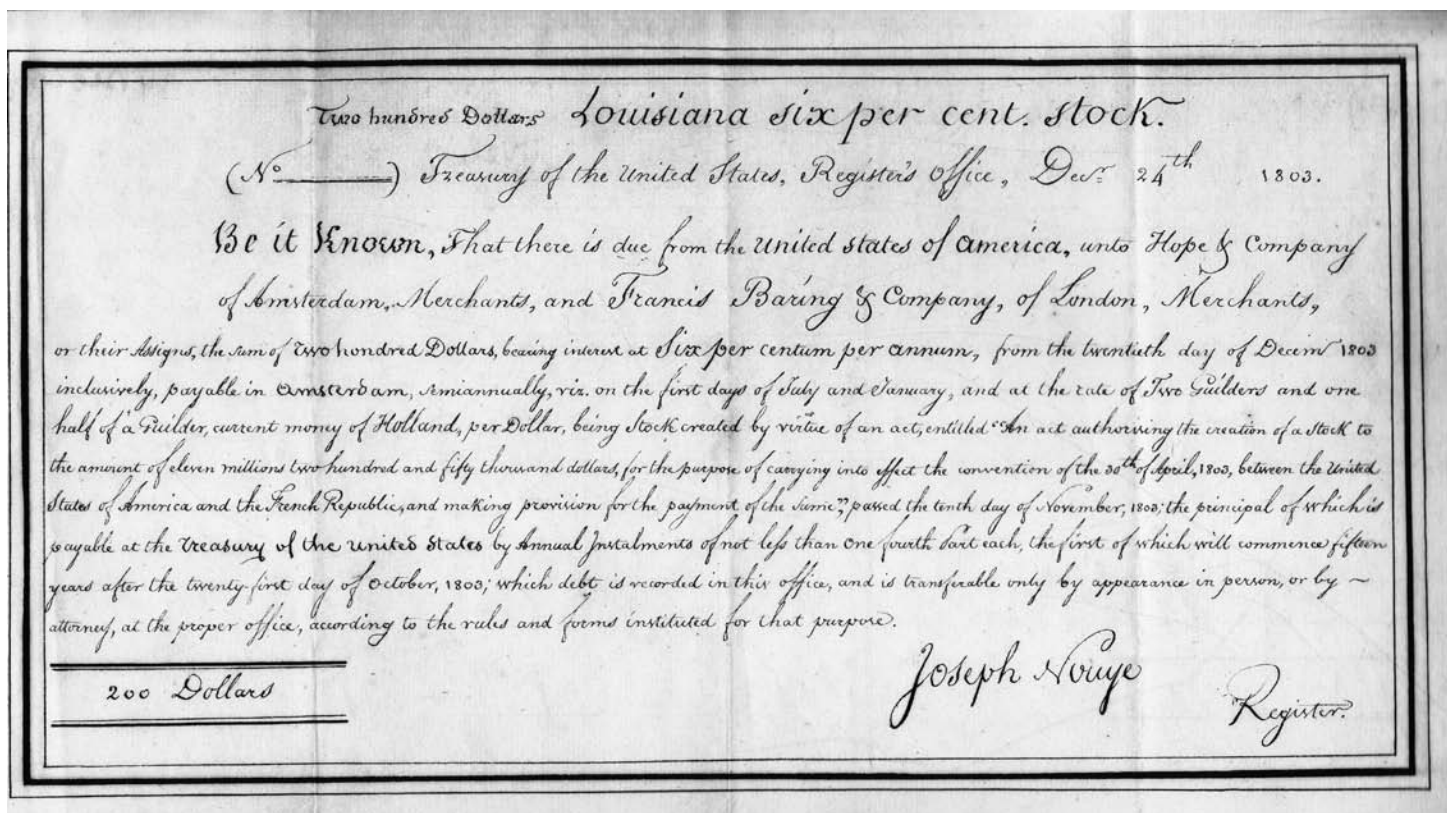 Two hundred Dollars Louisiana six per cent. Stock.
(No ) Treasury of the United States, Register's Office, Decr. 24th 1803.
Be it Known, That there is due from the United States of America, unto Hope & Company
of Amsterdam, Merchants, and Francis Baring & Company, of London, Merchants,
or their Assigns, the sum of Two hundred Dollars, bearing interest at Six per centum per annum, from the twentieth day of Decemr 1803
inclusively, payable in Amsterdam, semiannually, viz. on the first days of July and January, and at the rate of Two Guilders and one
half of a Guilder, current money of Holland, per Dollar, being Stock created by virtue of an act, entitled "An act authorising the creation of a Stock to
the amount of eleven millions two hundred and fifty thousand dollars, for the purpose of carrying into effect the convention of the 30th of April, 1803, between the United
States of America and the French Republic, and making provision for the payment of the same", passed the tenth day of November, 1803; the principal of which is
payable at the Treasury of the United States by Annual Instalments of not less than One fourth Part each, the first of which will commence fifteen
years after the twenty-first day of October, 1803; which debt is recorded in this office, and is transferable only by appearance in person, or by ~
attorney, at the proper office, according to the rules and forms instituted for that purpose.
200 Dollars
Joseph Nourse
Register.